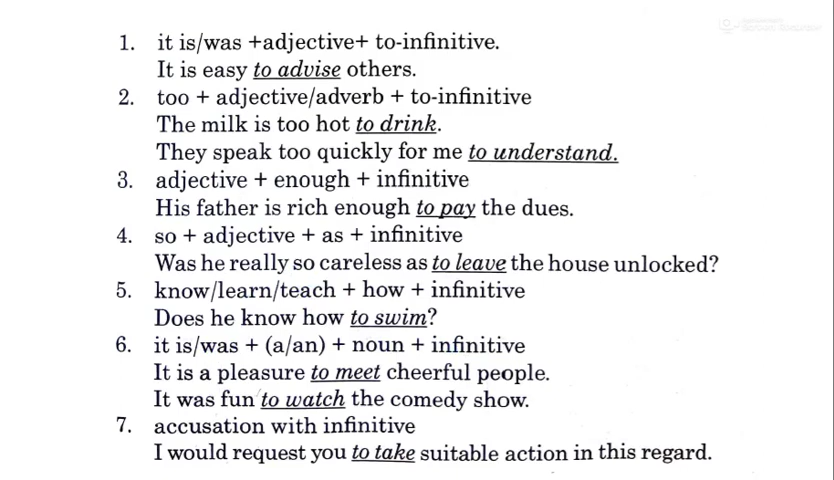 1. it is/was +adjective+ to-infinitive.
It is easy to advise others.
2. too + adjective/adverb + to-infinitive
The milk is too hot to drink.
They speak too quickly for me to understand.
3. adjective + enough + infinitive
His father is rich enough to pay the dues.
4. so + adjective + as + infinitive
Was he really so careless as to leave the house unlocked?
5. know/learn/teach + how + infinitive
Does he know how to swim?
6. it is/was + (a/an) + noun + infinitive
It is a pleasure to meet cheerful people.
It was fun to watch the comedy show.
7. accusation with infinitive
I would request you to take suitable action in this regard.